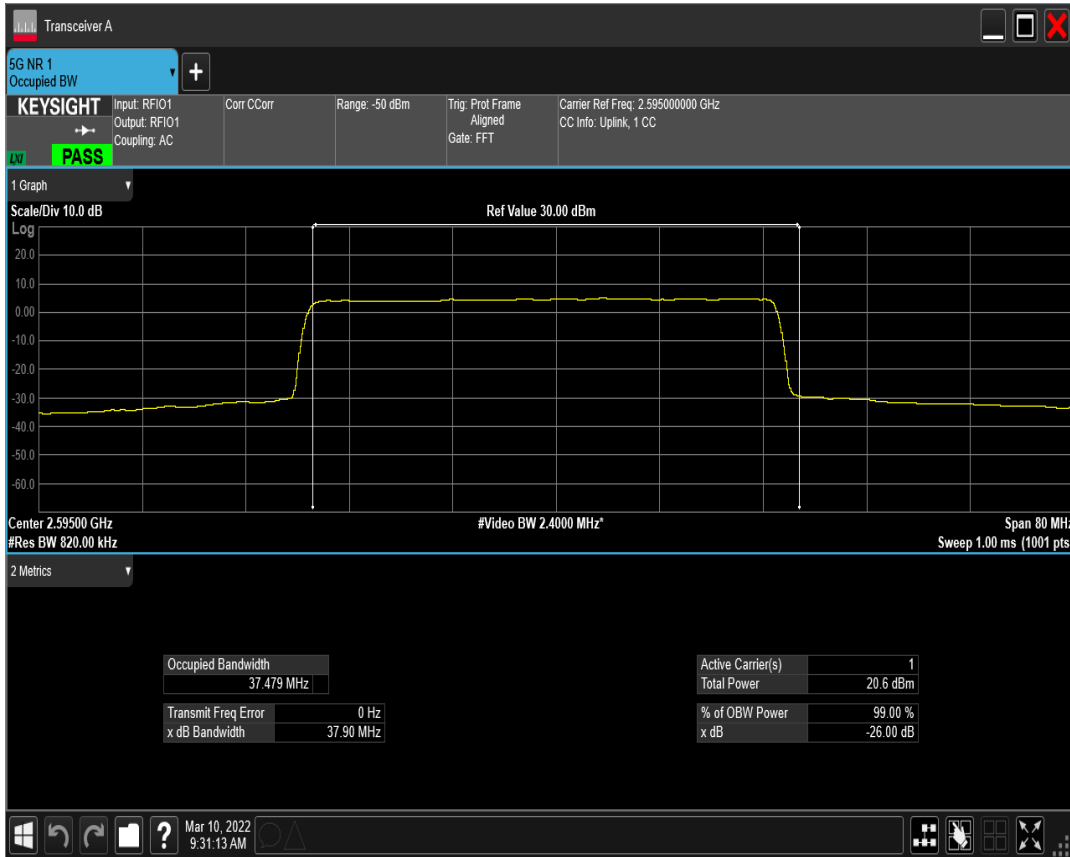 Transceiver A
5G NR 1
Occupied BW
KEYSIGHT
LXI
PASS
Input: RFIO1
Output: RFIO1
Coupling: AC
Corr CCorr
Range: -50 dBm
Trig: Prot Frame
Aligned
Gate: FFT
Carrier Ref Freq: 2.595000000 GHz
CC Info: Uplink, 1 CC
1 Graph
Scale/Div 10.0 dB
Ref Value 30.00 dBm
Log
20.0
10.0
0.00
-10.0
-20.0
-30.0
-40.0
-50.0
-60.0
Center 2.59500 GHz
#Video BW 2.4000 MHz*
Span 80 MHz
#Res BW 820.00 kHz
Sweep 1.00 ms (1001 pts
2 Metrics
Occupied Bandwidth
37.479 MHz
Transmit Freq Error 0 Hz
x dB Bandwidth 37.90 MHz
Active Carrier(s) 1
Total Power 20.6 dBm
% of OBW Power 99.00 %
x dB -26.00 dB
?
Mar 10, 2022
9:31:13 AM